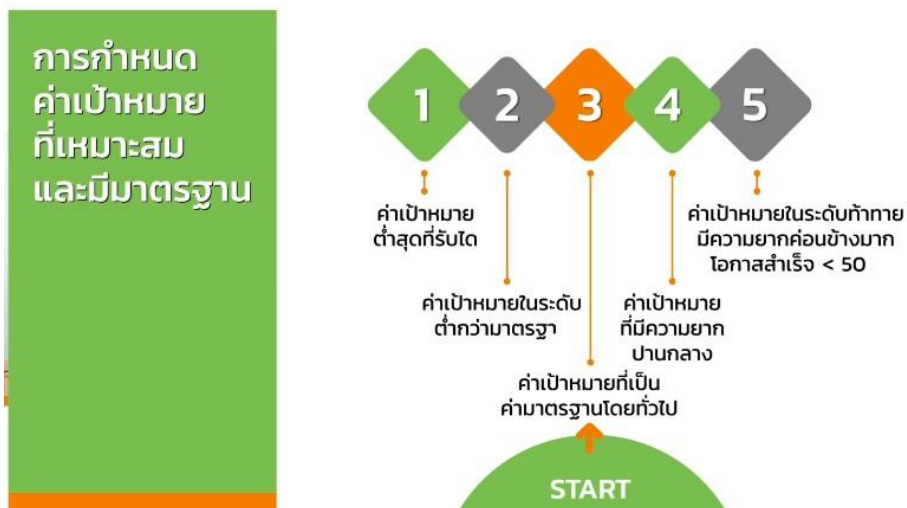 การกำหนด
ค่าเป้าหมาย
ที่เหมาะสม
และมีมาตรฐาน
1 2 3 4 5
ค่าเป้าหมาย
ต่ำสุดที่รับได
ค่าเป้าหมายในระดับ
ต่ำกว่ามาตรฐา
ค่าเป้าหมายที่เป็น
ค่ามาตรฐานโดยทั่วไป
ค่าเป้าหมาย
ที่มีความยาก
ปานกลาง
ค่าเป้าหมายในระดับท้าทาย
มีความยากค่อนข้างมาก
โอกาสสำเร็จ < 50
START